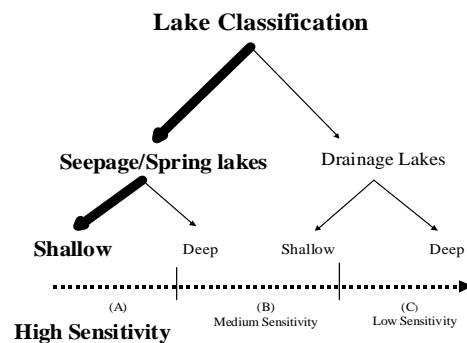 Lake Classification
Seepage/Spring lakes
Drainage Lakes
Shallow
Deep
Shallow
Deep
(A)
(B)
(C)
High Sensitivity
Medium Sensitivity
Low Sensitivity